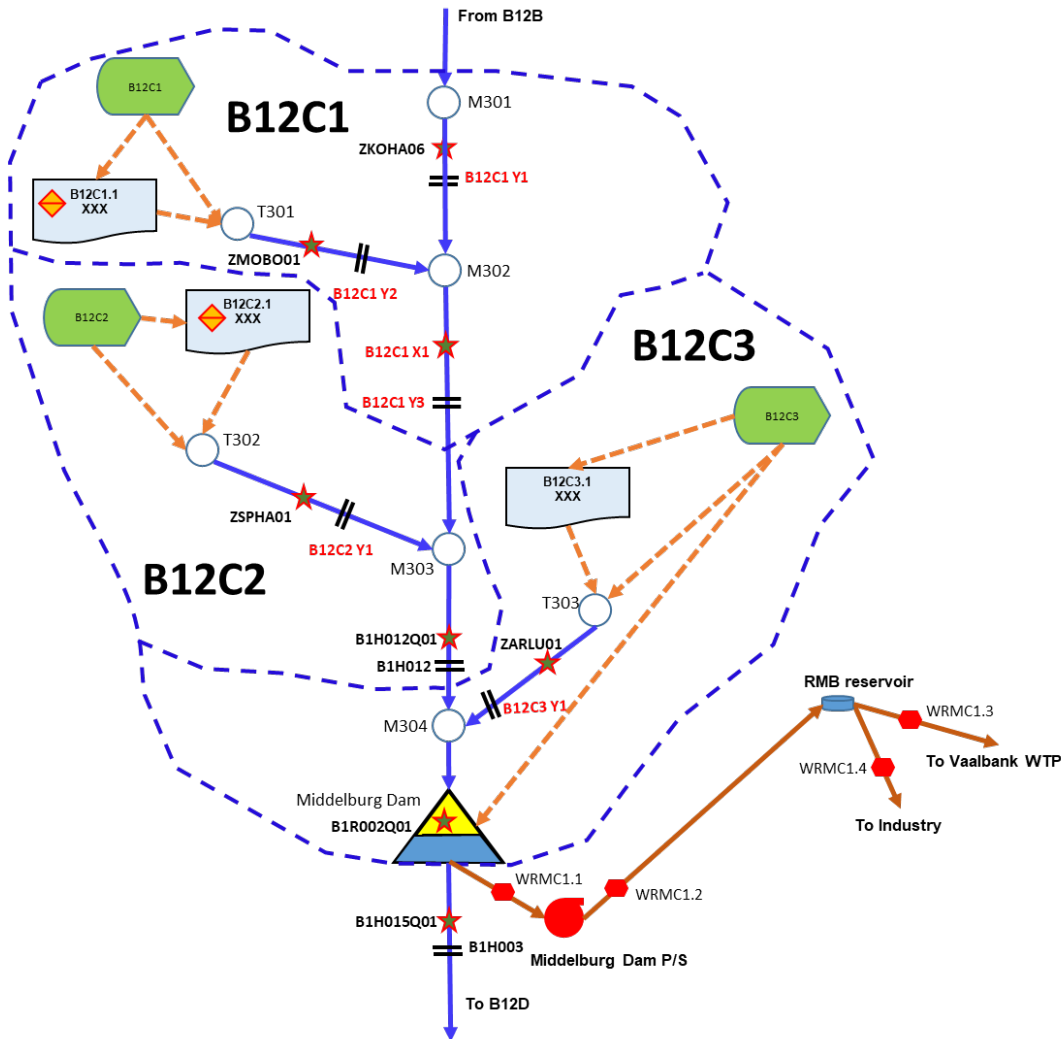 From B12B
B12C1
B12C1
M301
ZKOHA06
B12C1 Y1
B12C1.1
XXX
T301
ZMOBO01
M302
B12C1 Y2
B12C2
B12C2.1
XXX
B12C1 X1
B12C3
B12C1 Y3
B12C3
T302
B12C3.1
XXX
ZSPHA01
B12C2 Y1
M303
B12C2
T303
B1H012Q01
ZARLU01
B1H012
RMB reservoir
B12C3 Y1
WRMC1.3
M304
To Vaalbank WTP
WRMC1.4
Middelburg Dam
B1R002Q01
To Industry
WRMC1.1
WRMC1.2
B1H015Q01
B1H003
Middelburg Dam P/S
To B12D